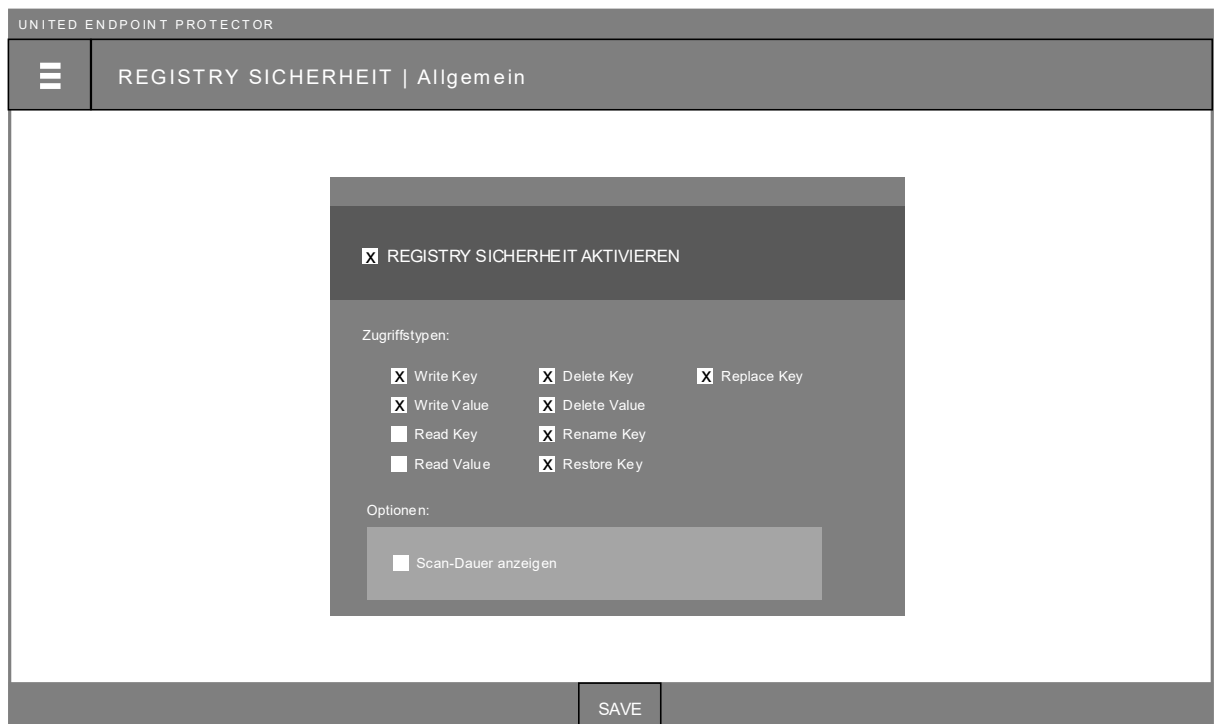 UNITED ENDPOINT PROTECTOR
REGISTRY SICHERHEIT | Allgemein
X REGISTRY SICHERHEIT AKTIVIEREN
Zugriffstypen:
X Write Key X Delete Key X Replace Key
X Write Value X Delete Value
Read Key X Rename Key
Read Value X Restore Key
Optionen:
Scan-Dauer anzeigen
SAVE